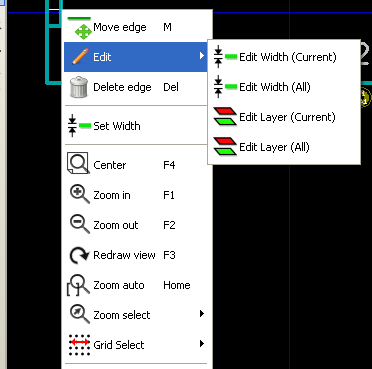 Move edge M
Edit
Edit Width (Current)
Delete edge Del
Edit Width (All)
Set Width
Edit Layer (Current)
Edit Layer (All)
Center F4
Zoom in F1
Zoom out F2
Redraw view F3
Zoom auto Home
Zoom select
Grid Select
2